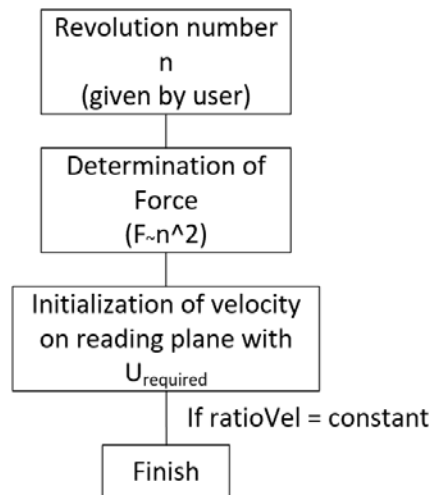 Revolution number
n
(given by user)
Determination of
Force
(F~n^2)
Initialization of velocity
on reading plane with
Urequired
If ratioVel = constant
Finish